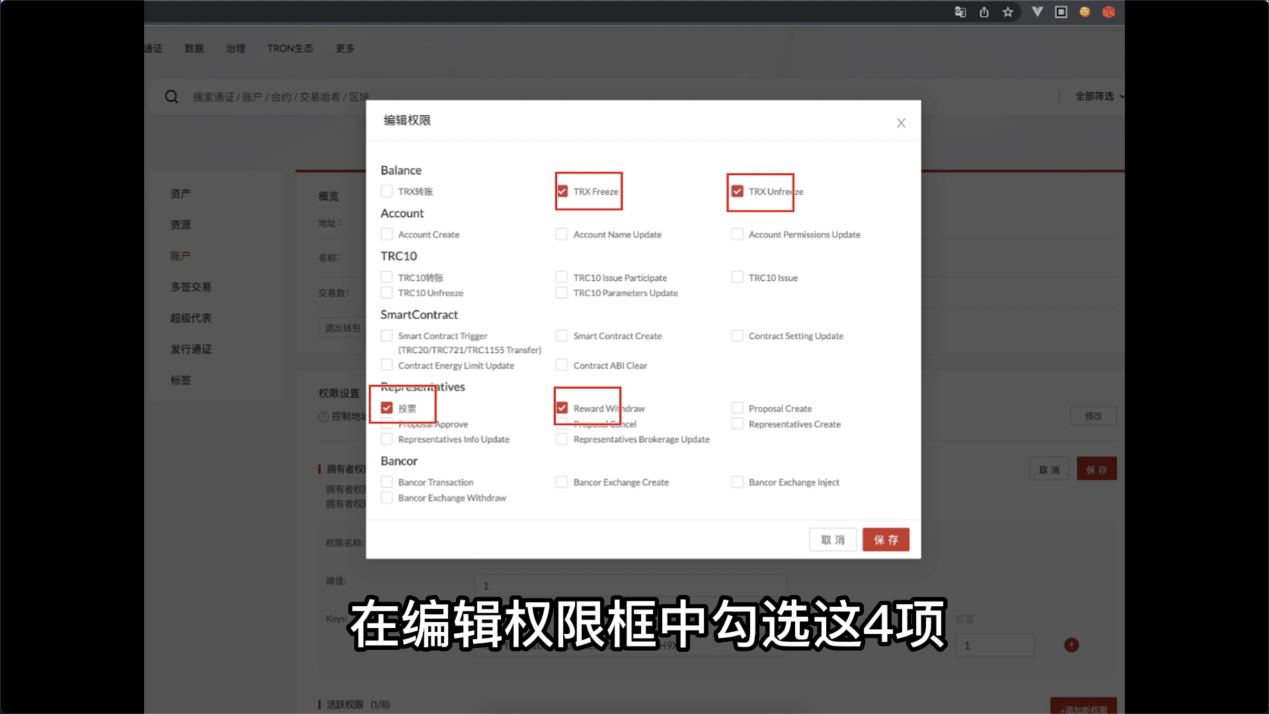 通证 数据 治理 TRON生态 更多
搜索通证 / 账户 / 合约 / 交易哈希 / 区块
全部筛选
资产
资源
账户
多签交易
超级代表
发行通证
标签
概览
地址：
名称：
交易数：
退出钱包
权限设置
控制地
修改
拥有者权
取消 保存
拥有者权
拥有者权
权限名称:
阈值:
1
Keys:
权重
1
活跃权限 (1/8)
+添加新权限
编辑权限
Balance
TRX转账 TRX Freeze TRX Unfreeze
Account
Account Create Account Name Update Account Permissions Update
TRC10
TRC10转账 TRC10 Issue Participate TRC10 Issue
TRC10 Unfreeze TRC10 Parameters Update
SmartContract
Smart Contract Trigger Smart Contract Create Contract Setting Update
(TRC20/TRC721/TRC1155 Transfer)
Contract Energy Limit Update Contract ABI Clear
Representatives
投票 Reward Withdraw Proposal Create
Proposal Approve Proposal Cancel Representatives Create
Representatives Info Update Representatives Brokerage Update
Bancor
Bancor Transaction Bancor Exchange Create Bancor Exchange Inject
Bancor Exchange Withdraw
取消 保存
在编辑权限框中勾选这4项